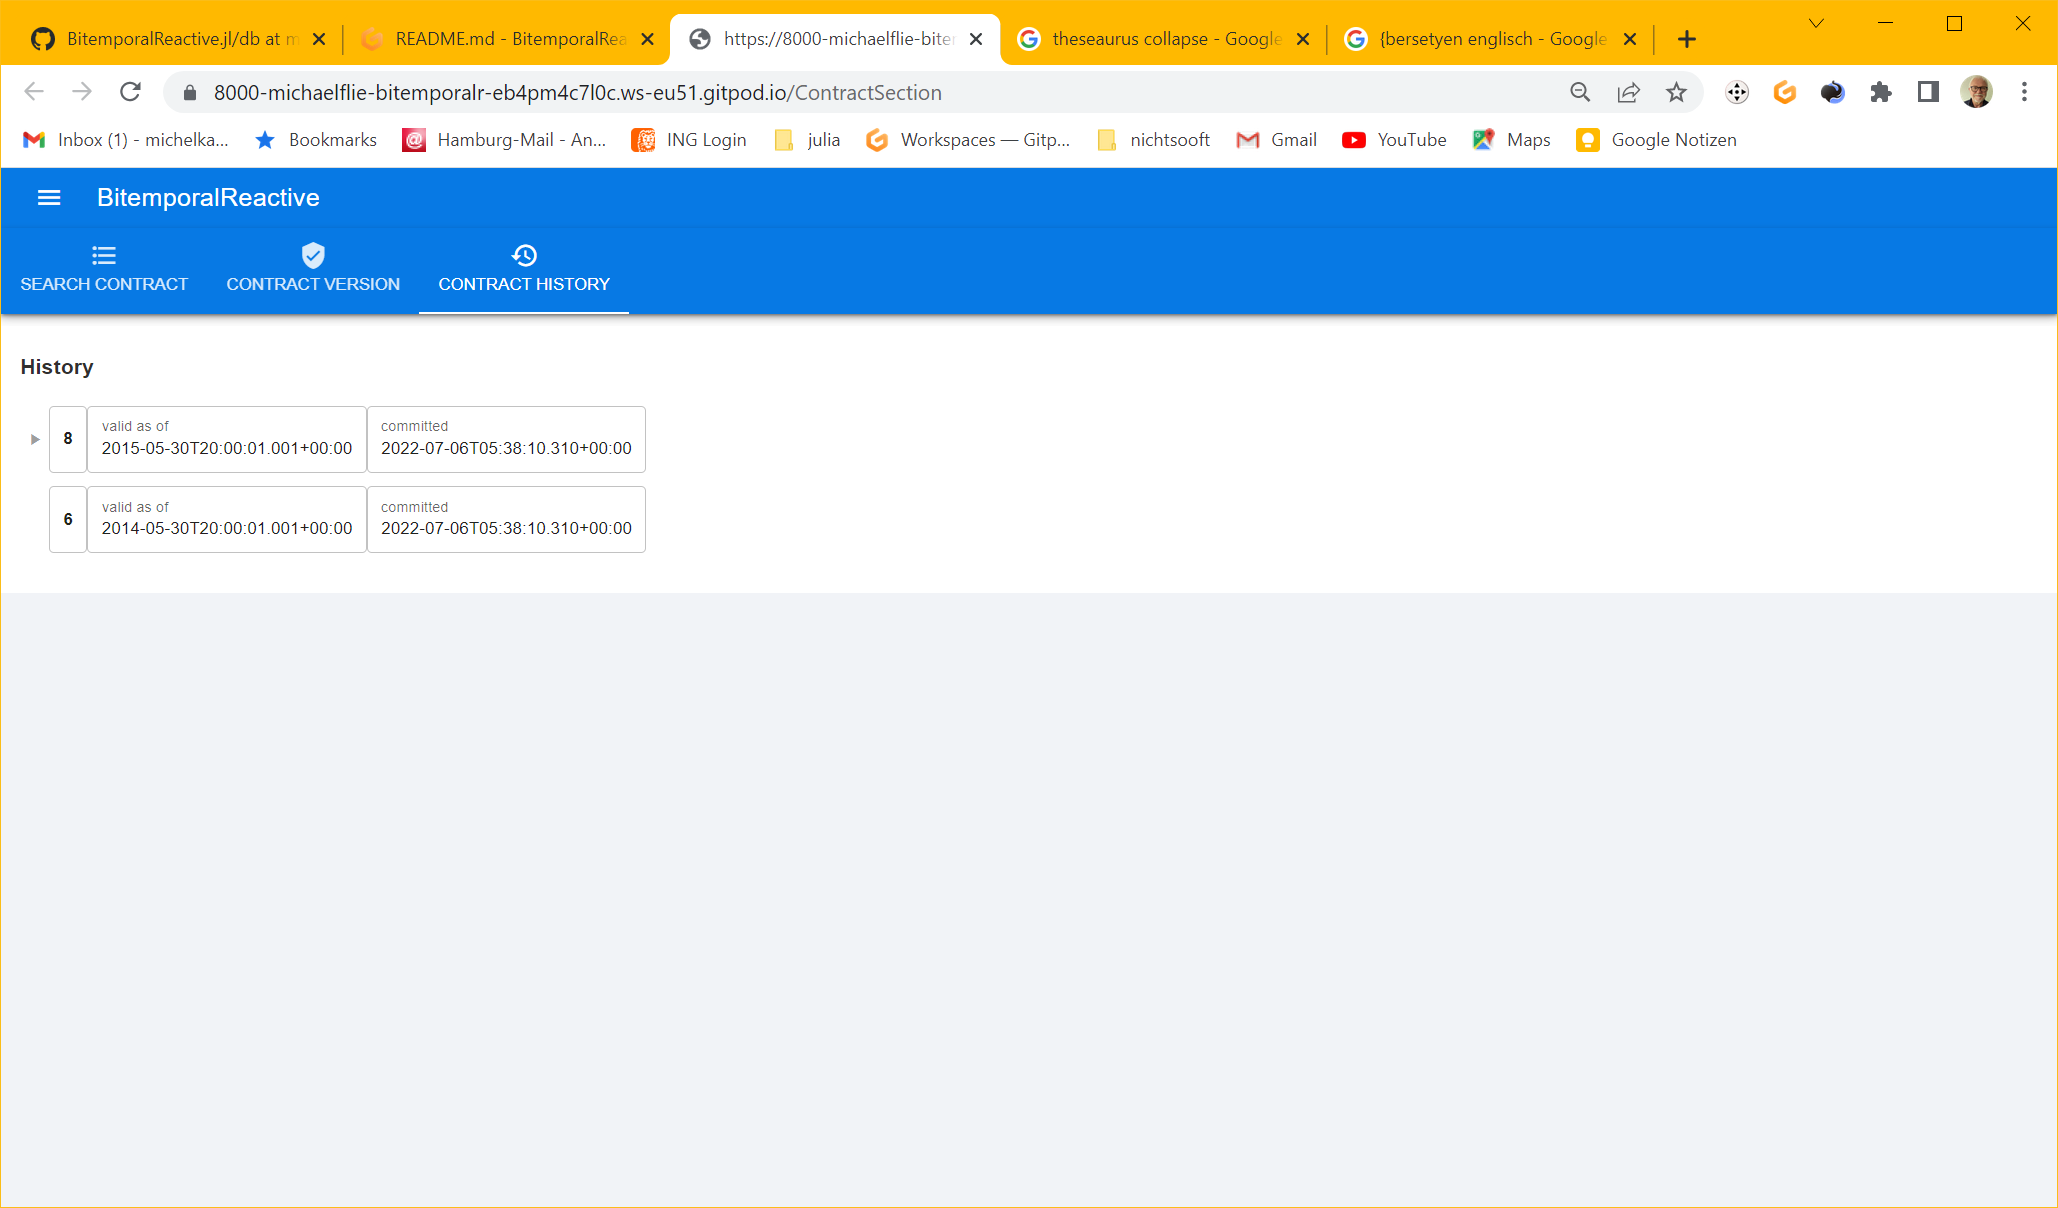 BitemporalReactive.jl/db at m
README.md - BitemporalRea
https://8000-michaelflie-biter
theseaurus collapse - Google
{bersetyen englisch - Google
8000-michaelflie-bitemporalr-eb4pm4c7l0c.ws-eu51.gitpod.io/ContractSection
Inbox (1) - michelka...
Bookmarks
Hamburg-Mail - An...
ING Login
julia
Workspaces — Gitp...
nichtsooft
Gmail
YouTube
Maps
Google Notizen
BitemporalReactive
SEARCH CONTRACT
CONTRACT VERSION
CONTRACT HISTORY
History
8
valid as of
2015-05-30T20:00:01.001+00:00
committed
2022-07-06T05:38:10.310+00:00
6
valid as of
2014-05-30T20:00:01.001+00:00
committed
2022-07-06T05:38:10.310+00:00